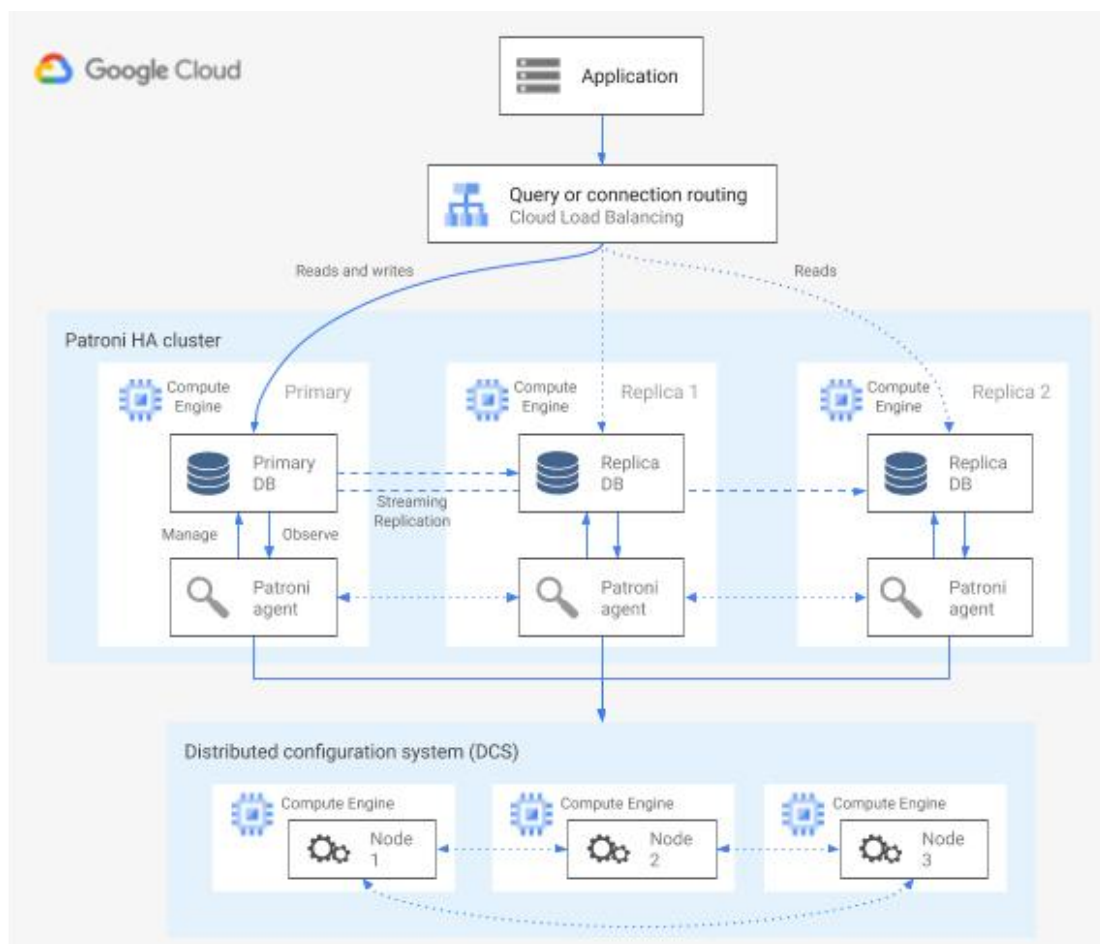 Google Cloud
Application
Query or connection routing
Cloud Load Balancing
Reads and writes
Reads
Patroni HA cluster
Compute
Engine
Primary
Compute
Engine
Replica 1
Compute
Engine
Replica 2
Primary
DB
Replica
DB
Replica
DB
Streaming
Replication
Manage
Observe
Patroni
agent
Patroni
agent
Patroni
agent
Distributed configuration system (DCS)
Compute Engine
Compute Engine
Compute Engine
Node
1
Node
2
Node
3